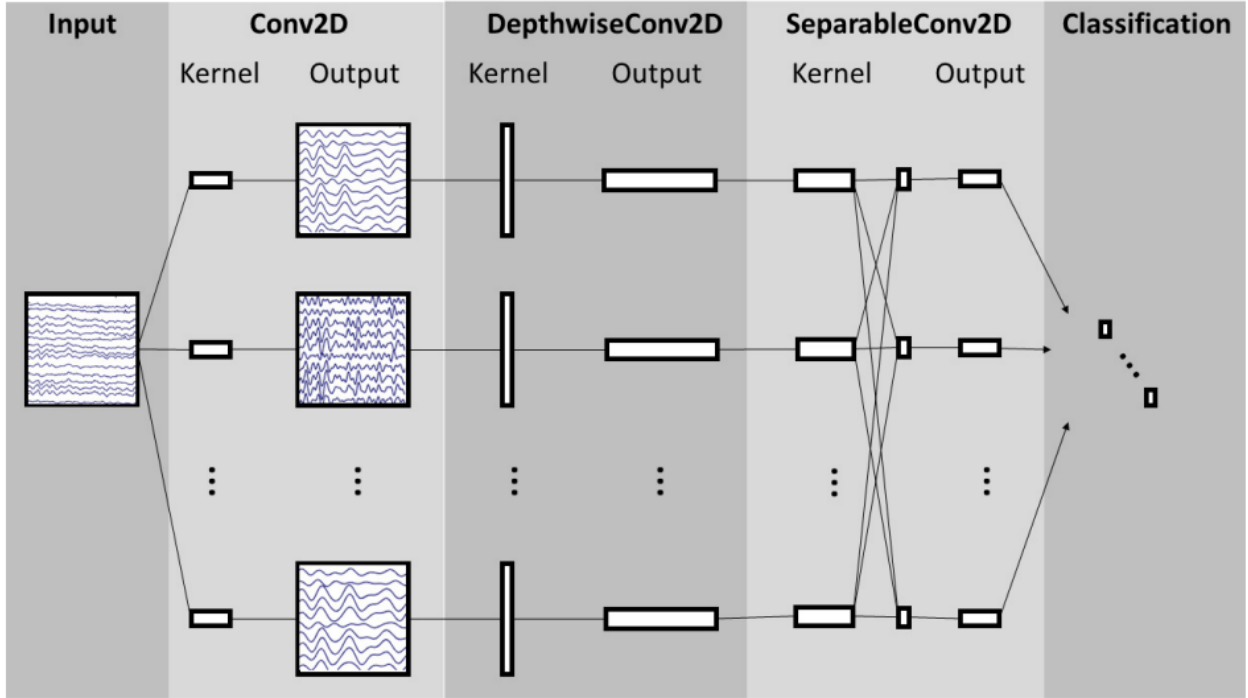 Input Conv2D DepthwiseConv2D SeparableConv2D Classification
Kernel Output Kernel Output Kernel Output